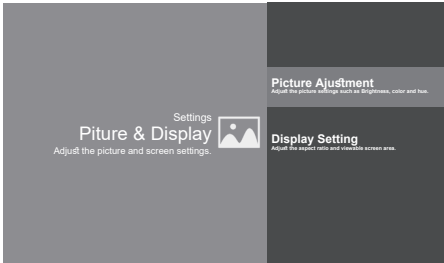 Settings
Piture & Display
Adjust the picture and screen settings.
Picture Ajustment
Adjust the picture settings such as Brightness, color and hue.
Display Setting
Adjust the aspect ratio and viewable screen area.